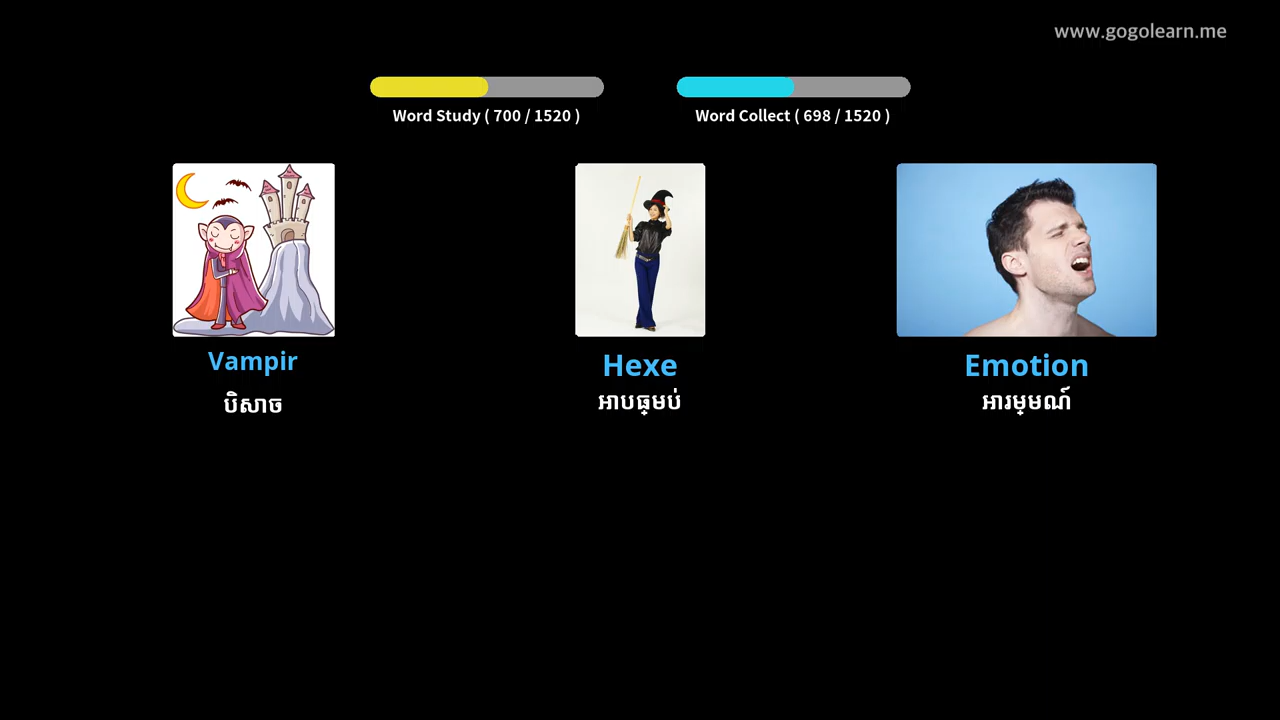 www.gogolearn.me
Word Study ( 700 / 1520 )
Word Collect ( 698 / 1520 )
Vampir
Hexe
Emotion
បិសាច
អាបធ្មប់
អារម្មណ៍